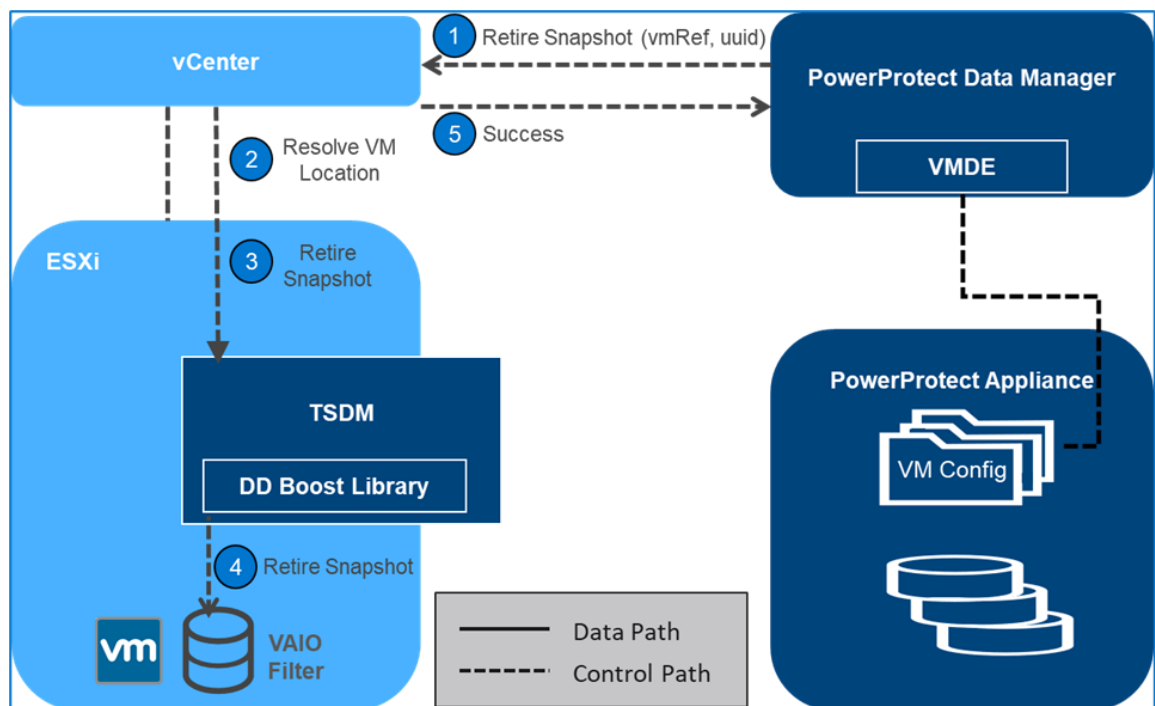 vCenter
1 Retire Snapshot (vmRef, uuid)
PowerProtect Data Manager
5 Success
2 Resolve VM
Location
VMDE
ESXi
3 Retire
Snapshot
PowerProtect Appliance
TSDM
VM Config
DD Boost Library
4 Retire Snapshot
vm
VAIO
Filter
Data Path
Control Path